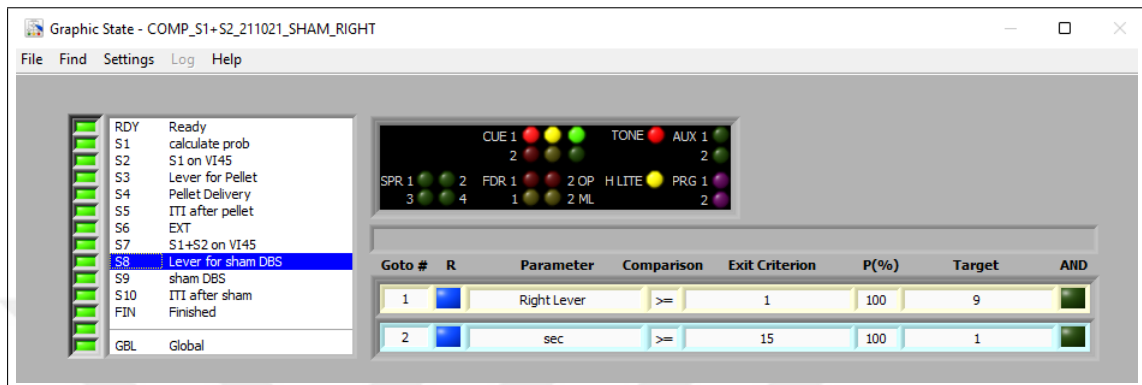 Graphic State - COMP_S1+S2_211021_SHAM_RIGHT
File Find Settings Log Help
RDY Ready
S1 calculate prob
S2 S1 on VI45
S3 Lever for Pellet
S4 Pellet Delivery
S5 ITI after pellet
S6 EXT
S7 S1+S2 on VI45
S8 Lever for sham DBS
S9 sham DBS
S10 ITI after sham
FIN Finished
GBL Global
CUE 1 TONE AUX 1
2 2
SPR 1 2 FDR 1 2 OP H LITE PRG 1
3 4 1 2 ML 2
Goto # R Parameter Comparison Exit Criterion P(%) Target AND
1 Right Lever >= 1 100 9
2 sec >= 15 100 1